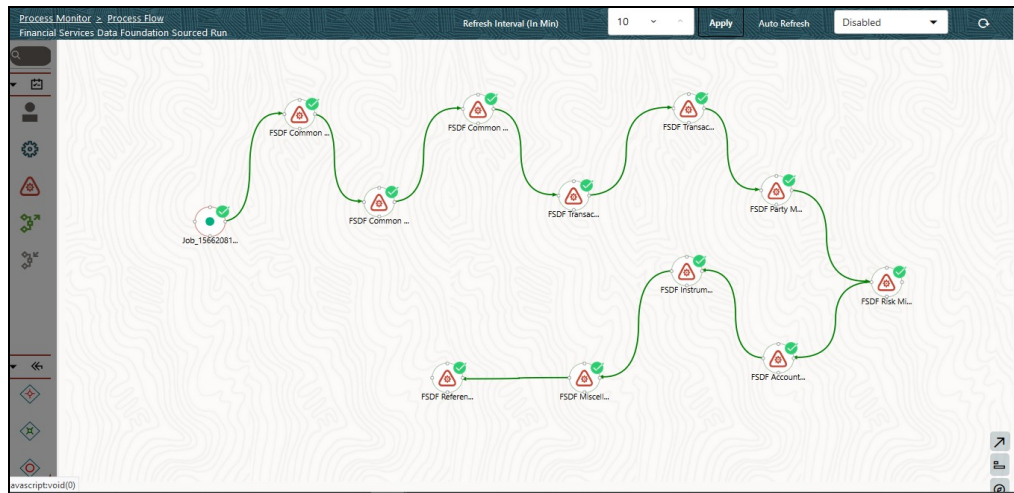 Process Monitor > Process Flow
Financial Services Data Foundation Sourced Run
Refresh Interval (In Min)
10
Apply
Auto Refresh
Disabled
FSDF Common ...
FSDF Common ...
FSDF Transac...
FSDF Common ...
FSDF Transac...
FSDF Party M...
Job_15662081...
FSDF Instrum...
FSDF Risk Mi...
FSDF Account...
FSDF Referen...
FSDF Miscell...
avascript:void(0)